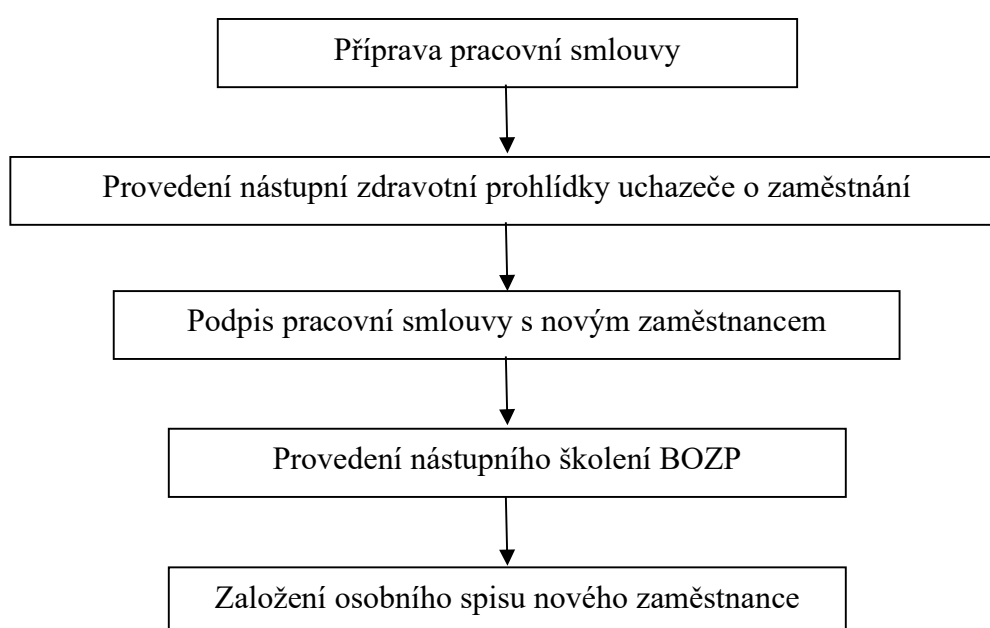 Příprava pracovní smlouvy
Provedení nástupní zdravotní prohlídky uchazeče o zaměstnání
Podpis pracovní smlouvy s novým zaměstnancem
Provedení nástupního školení BOZP
Založení osobního spisu nového zaměstnance